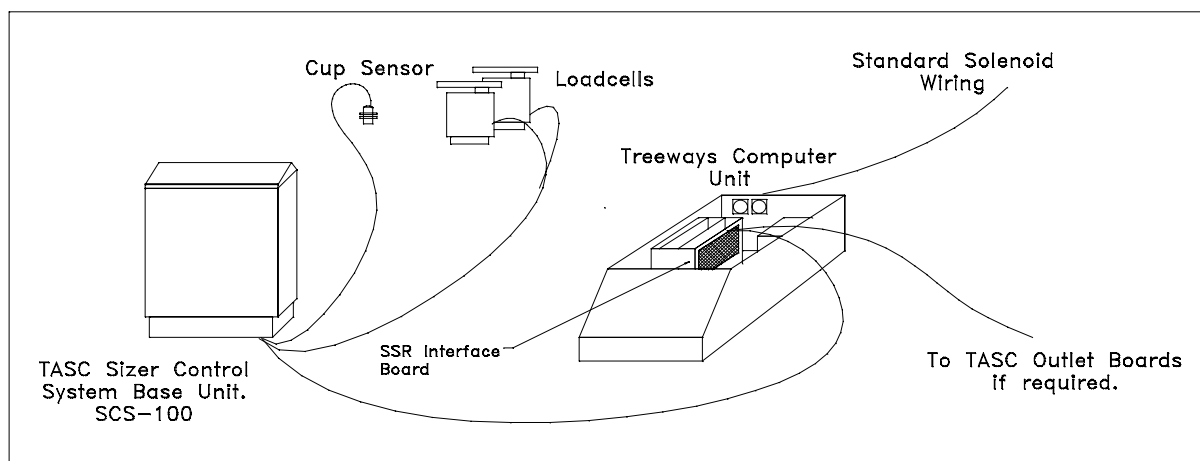 Cup Sensor
Loadcells
Standard Solenoid
Wiring
Treeways Computer
Unit
SSR Interface
Board
TASC Sizer Control
System Base Unit.
SCS-100
To TASC Outlet Boards
if required.